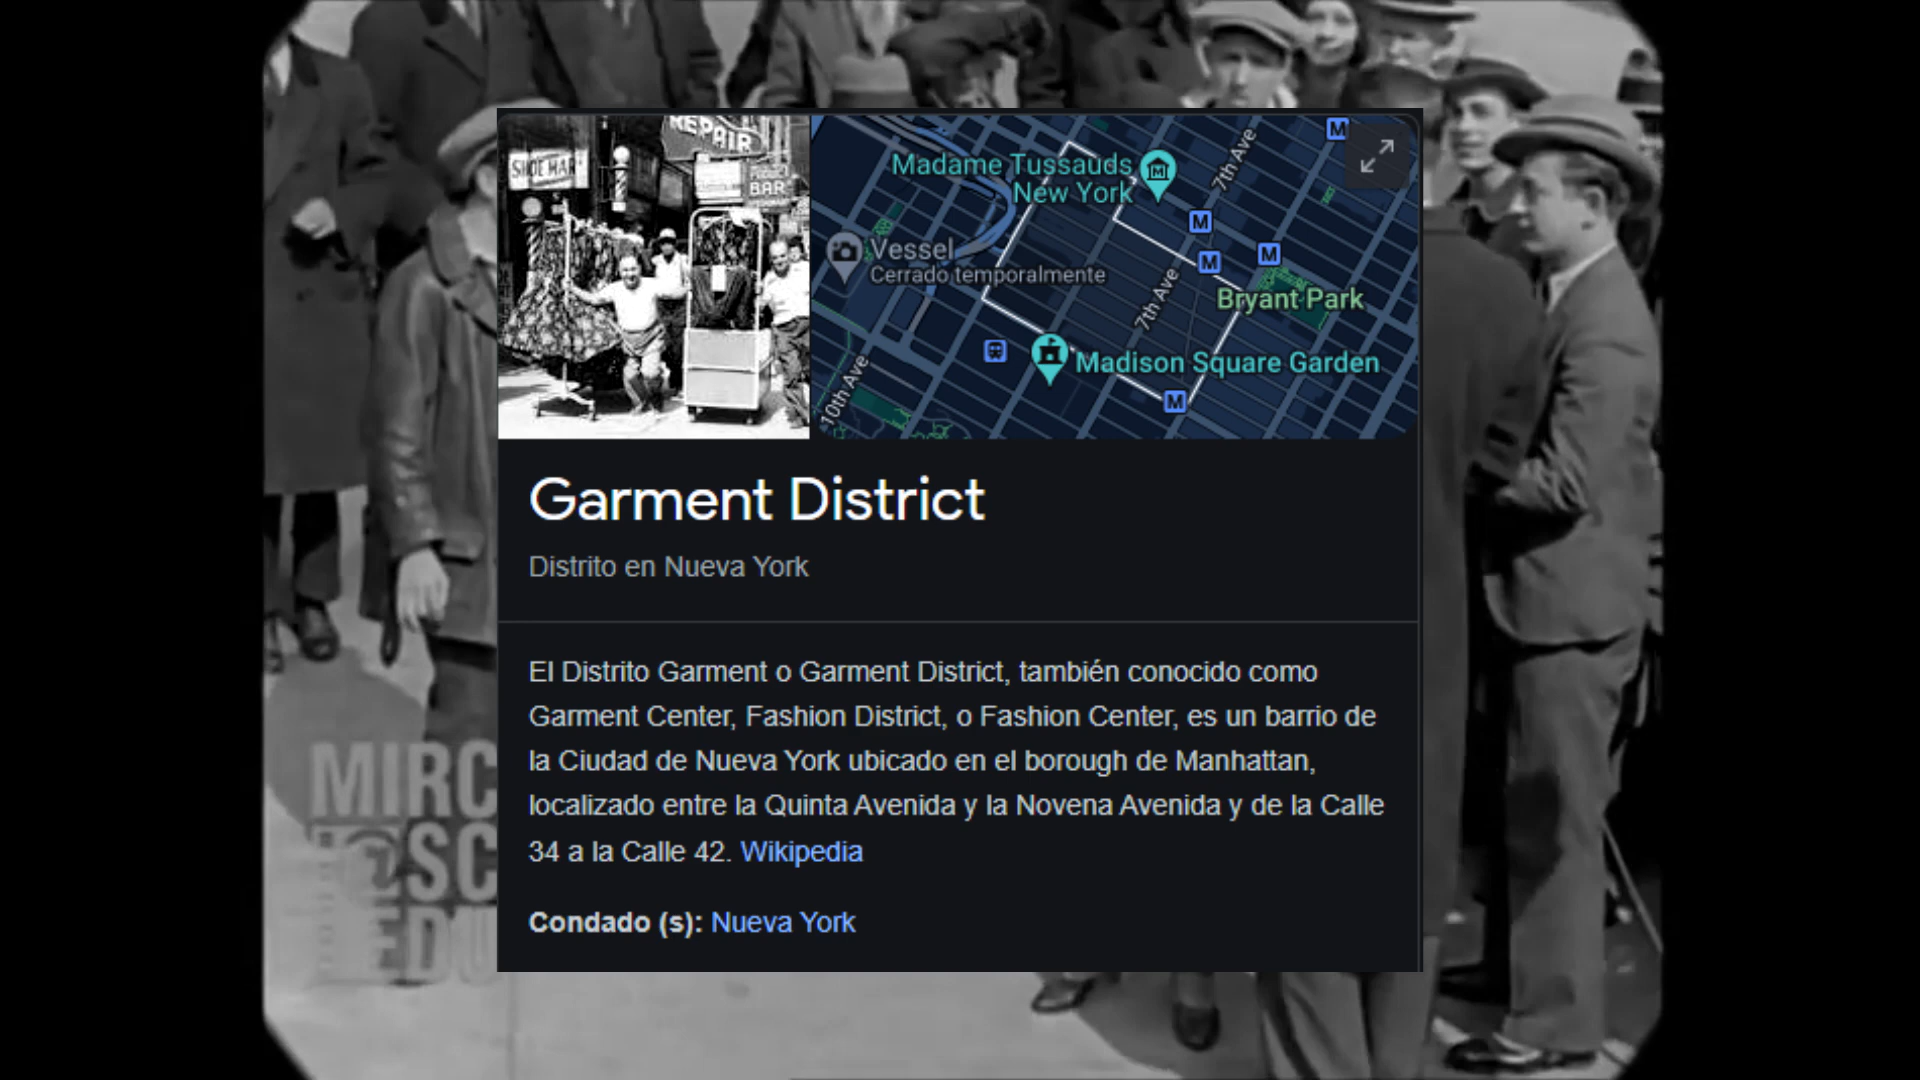 REPAIR
SHOE
BAR
Madame Tussauds
New York
7th Ave
M
M
M
M
Vessel
Cerrado temporalmente
7th Ave
Bryant Park
Madison Square Garden
10th Ave
M
Garment District
Distrito en Nueva York
El Distrito Garment o Garment District, también conocido como
Garment Center, Fashion District, o Fashion Center, es un barrio de
la Ciudad de Nueva York ubicado en el borough de Manhattan,
localizado entre la Quinta Avenida y la Novena Avenida y de la Calle
34 a la Calle 42. Wikipedia
Condado (s): Nueva York
MIRC
@SC
EDU